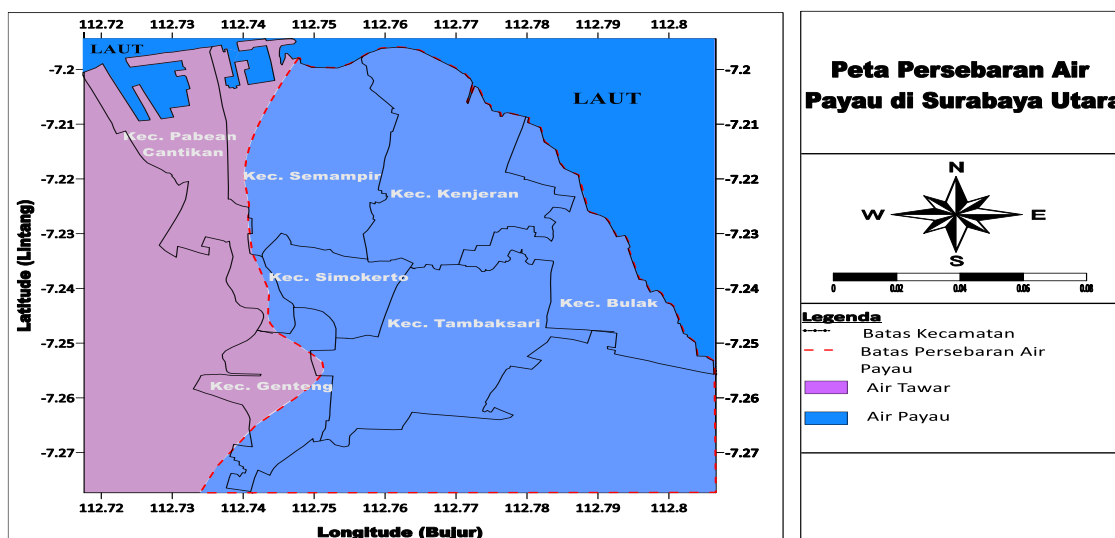 112.72 112.73 112.74 112.75 112.76 112.77 112.78 112.79 112.8
LAUT
-7.2 -7.2
LAUT
-7.21 -7.21
Kec. Pabean
Cantikan
-7.22 -7.22
Kec. Semampir
Kec. Kenjeran
-7.23 -7.23
Kec. Simokerto
-7.24 -7.24
Kec. Bulak
Kec. Tambaksari
-7.25 -7.25
Kec. Genteng
-7.26 -7.26
-7.27 -7.27
112.72 112.73 112.74 112.75 112.76 112.77 112.78 112.79 112.8
Longitude (Bujur)
Latitude (Lintang)
Peta Persebaran Air
Payau di Surabaya Utara
N
W E
S
0 0.02 0.04 0.06 0.08
Legenda
Batas Kecamatan
Batas Persebaran Air
Payau
Air Tawar
Air Payau